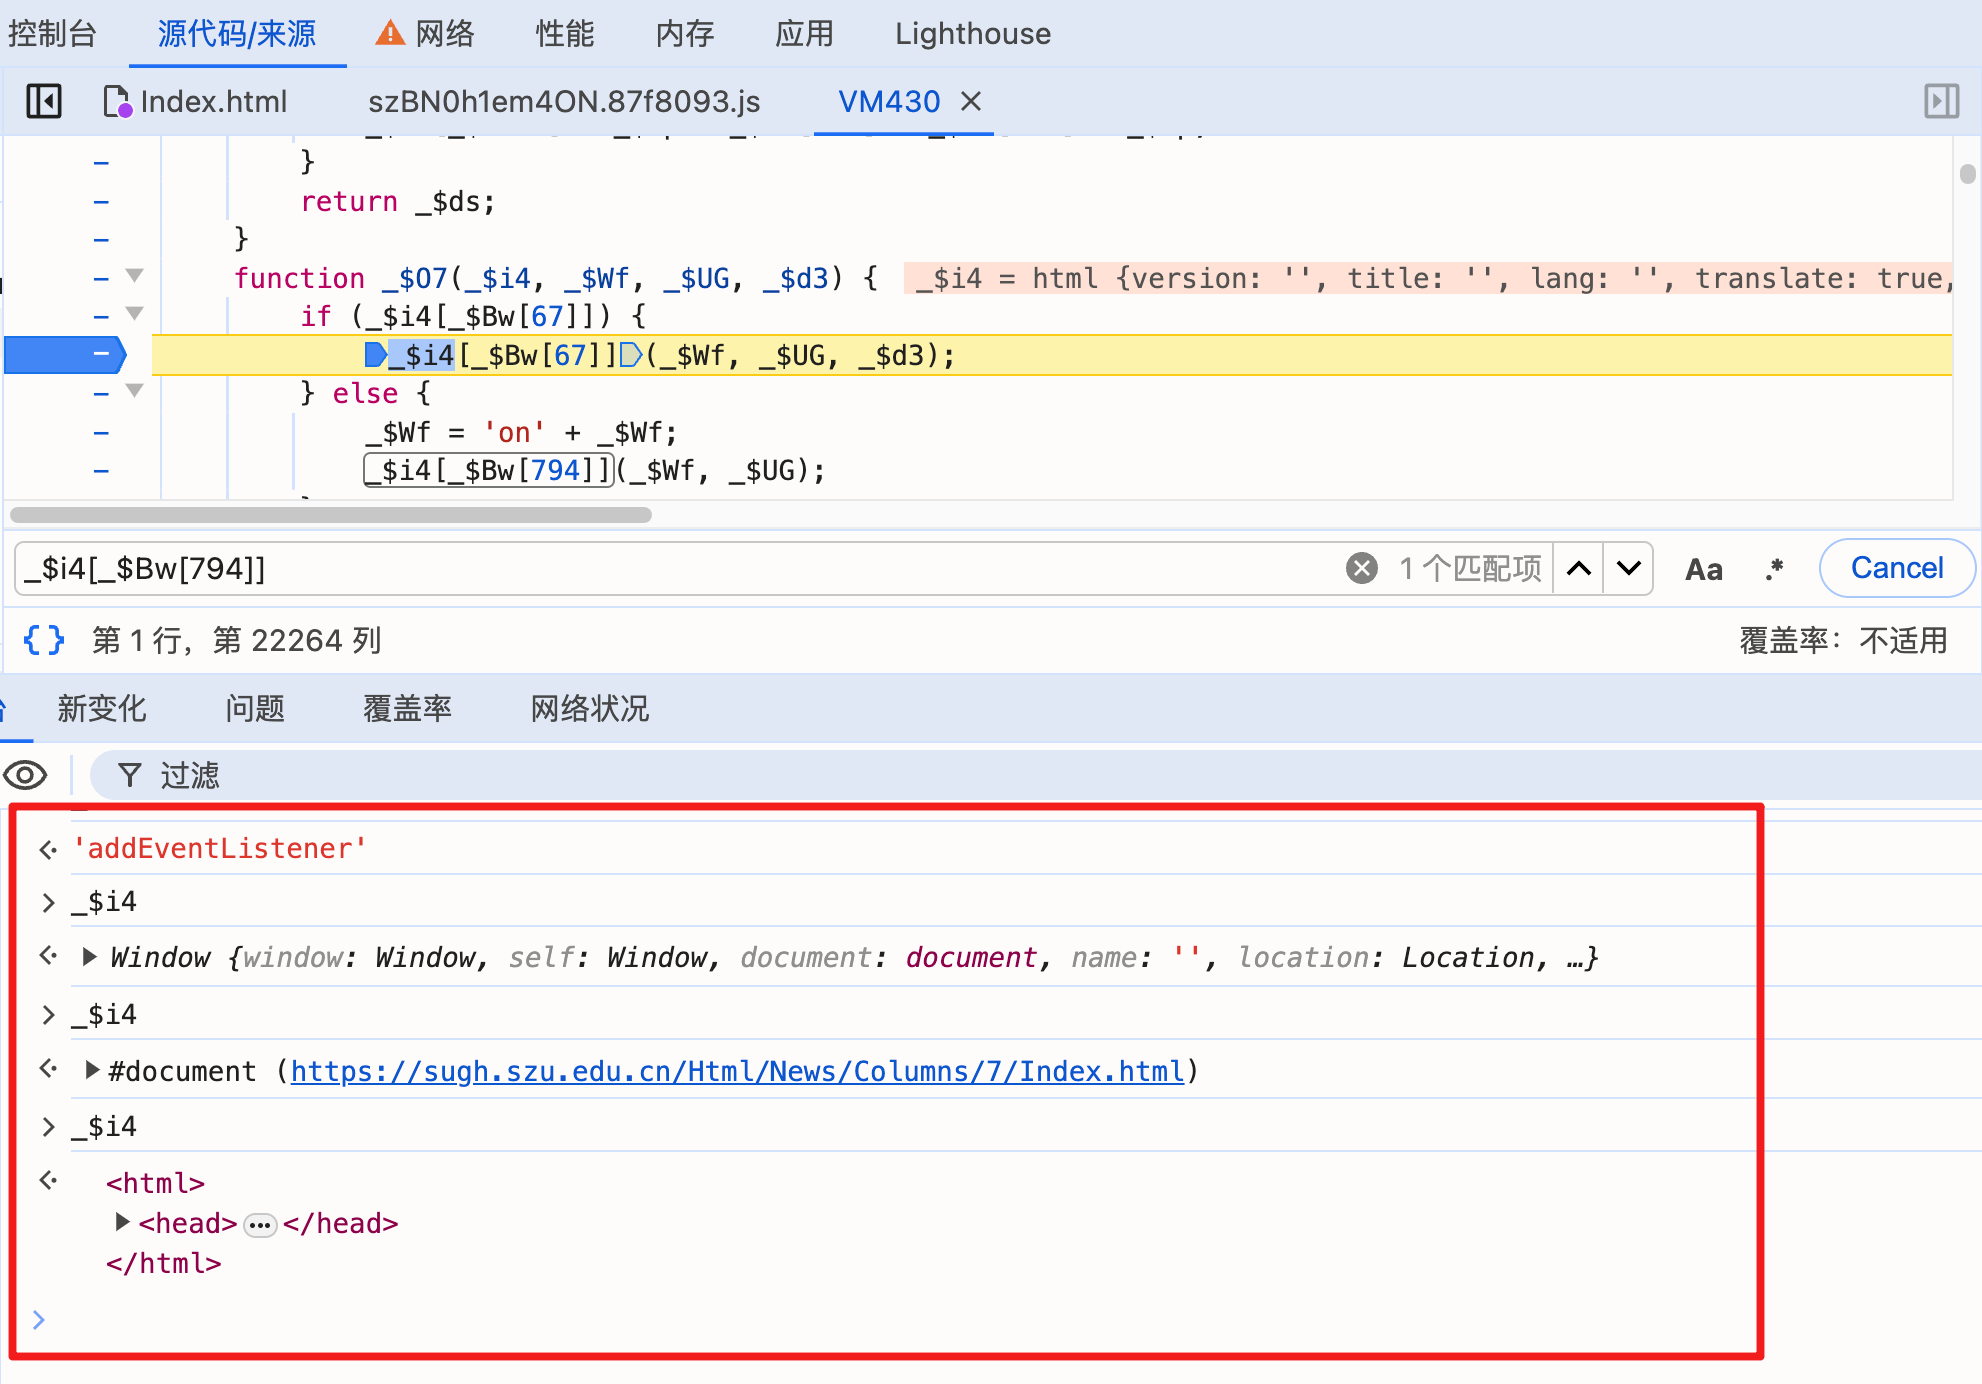 控制台 源代码/来源 网络 性能 内存 应用 Lighthouse
Index.html szBN0h1em4ON.87f8093.js VM430
}
return _$ds;
}
function _$O7(_$i4, _$Wf, _$UG, _$d3) { _$i4 = html {version: '', title: '', lang: '', translate: true,
if (_$i4[_$Bw[67]]) {
_$i4[_$Bw[67]](_$Wf, _$UG, _$d3);
} else {
_$Wf = 'on' + _$Wf;
_$i4[_$Bw[794]](_$Wf, _$UG);
_$i4[_$Bw[794]] 1 个匹配项 Aa .* Cancel
{} 第 1 行，第 22264 列 覆盖率：不适用
新变化 问题 覆盖率 网络状况
过滤
'addEventListener'
_$i4
Window {window: Window, self: Window, document: document, name: '', location: Location, …}
_$i4
#document (https://sugh.szu.edu.cn/Html/News/Columns/7/Index.html)
_$i4
<html>
<head>…</head>
</html>